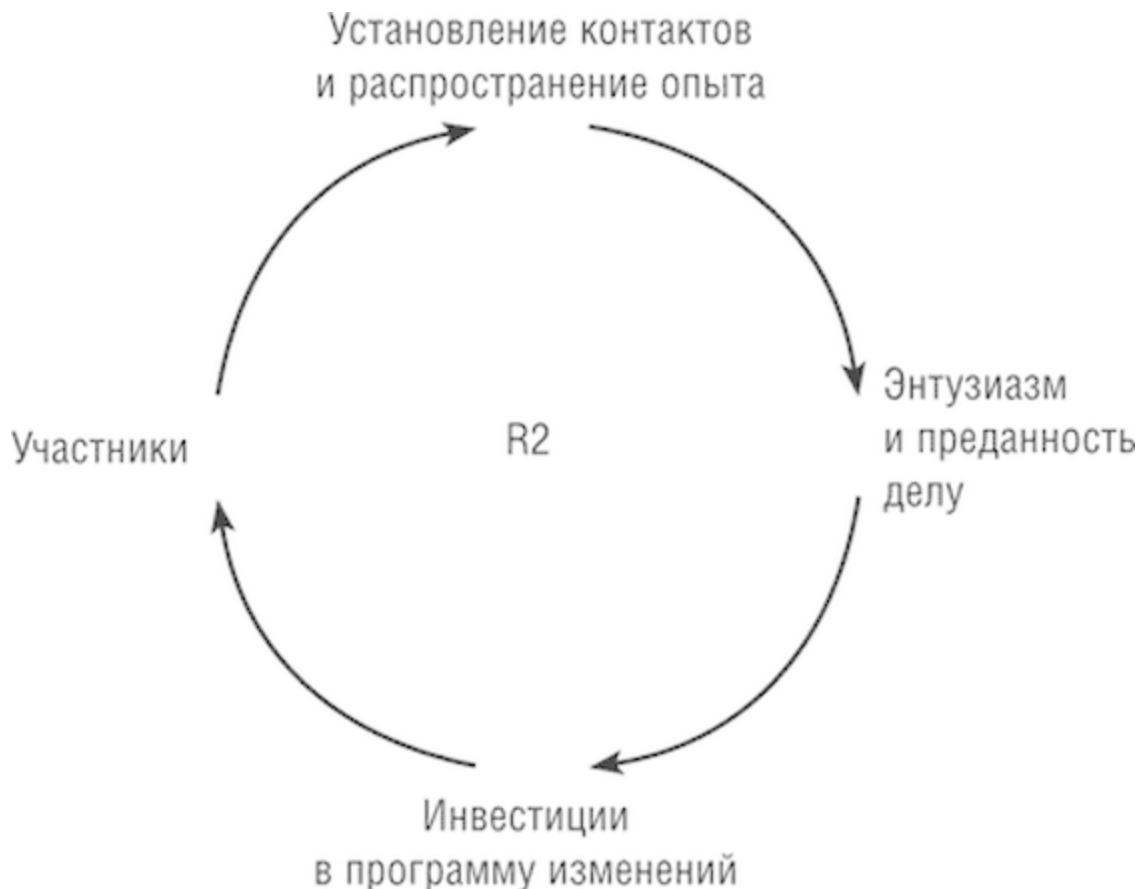 Установление контактов
и распространение опыта
Энтузиазм
и преданность
делу
Участники
R2
Инвестиции
в программу изменений